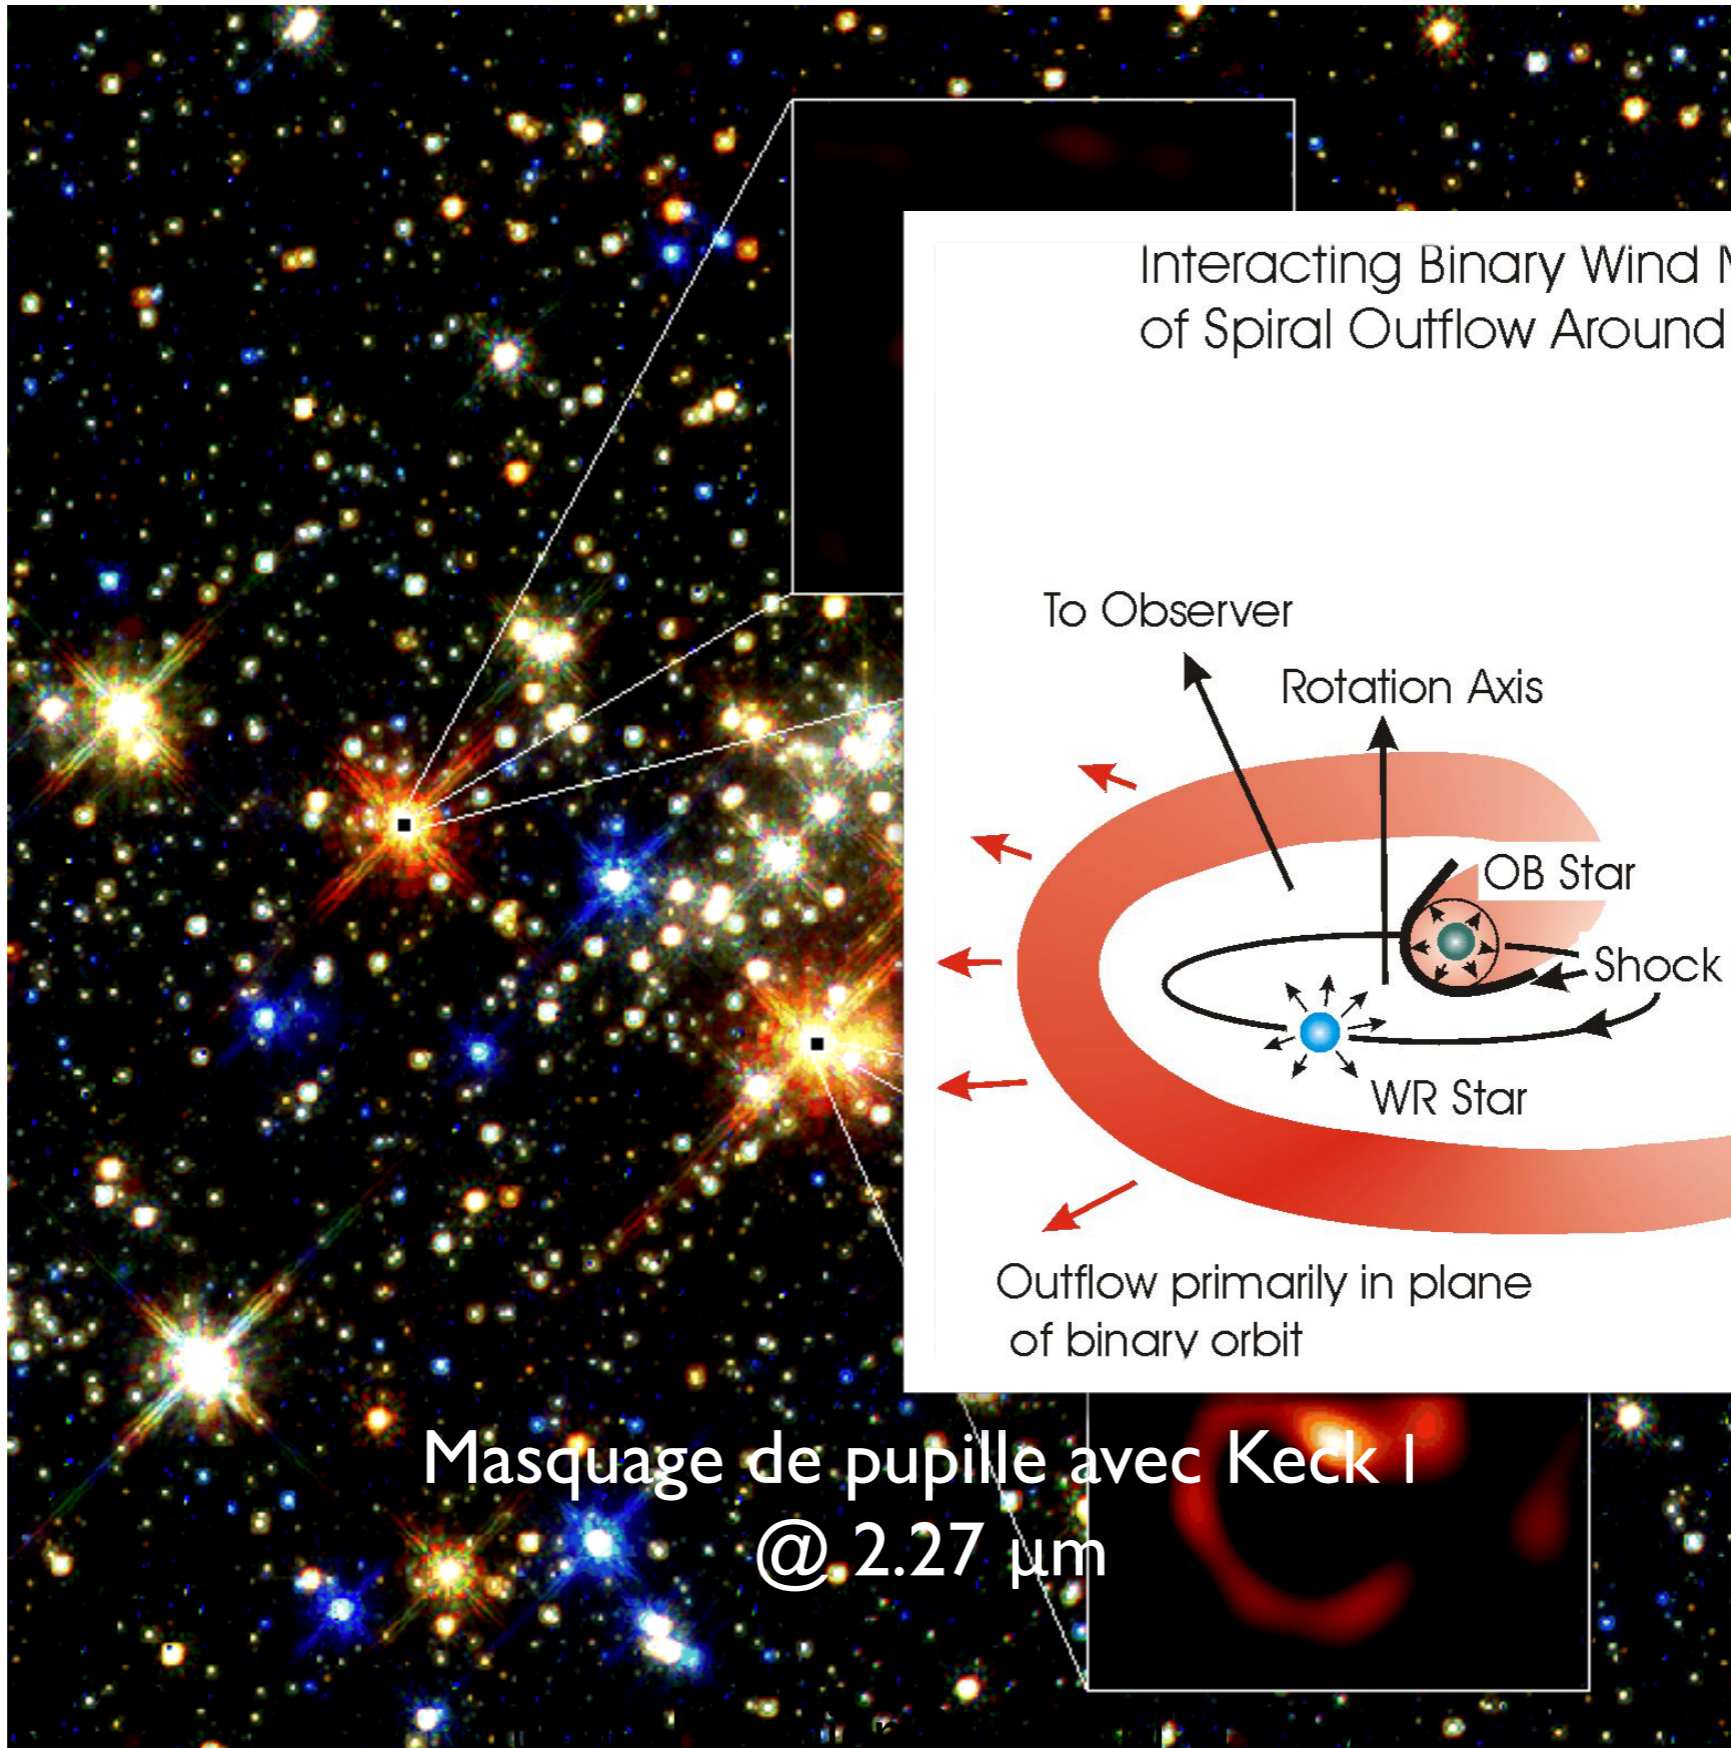 Interacting Binary Wind
of Spiral Outflow Around
To Observer
Rotation Axis
OB Star
Shock
WR Star
Outflow primarily in plane
of binary orbit
Masquage de pupille avec Keck I
@ 2.27 µm